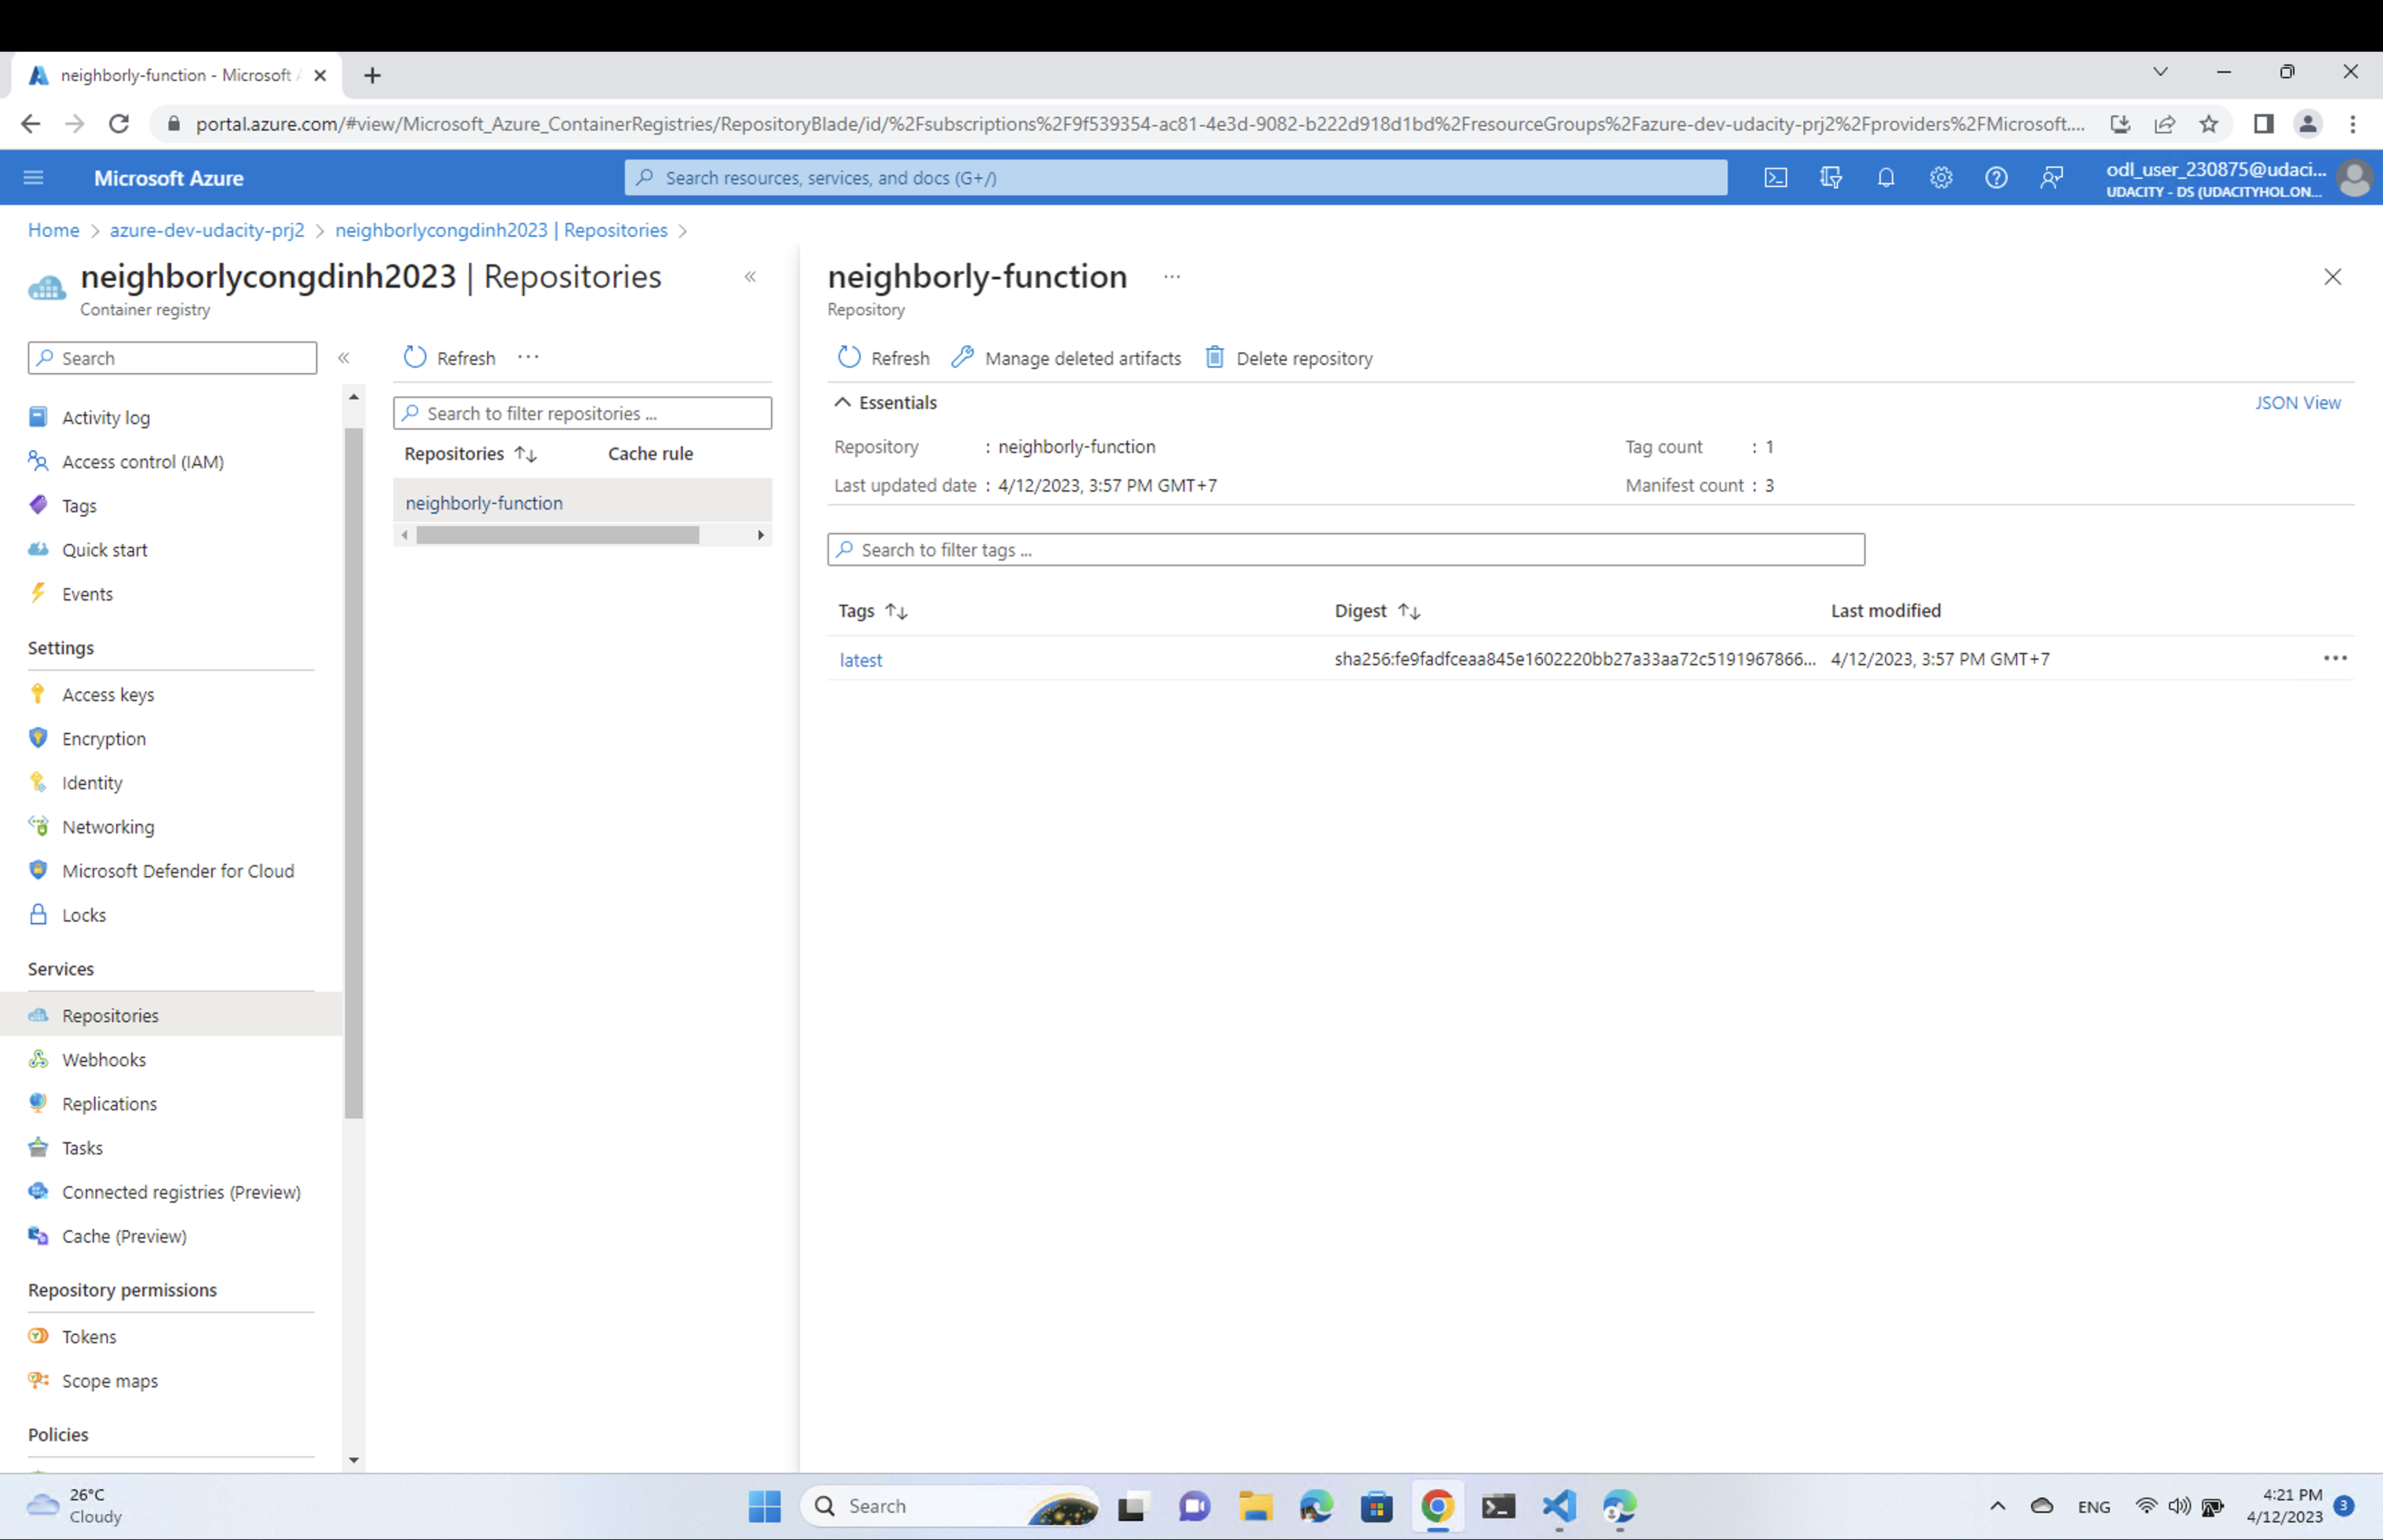 neighborly-function - Microsoft A
portal.azure.com/#view/Microsoft_Azure_ContainerRegistries/RepositoryBlade/id/%2Fsubscriptions%2F9f539354-ac81-4e3d-9082-b222d918d1bd%2FresourceGroups%2Fazure-dev-udacity-prj2%2Fproviders%2FMicrosoft....
Microsoft Azure
Search resources, services, and docs (G+/)
odl_user_230875@udaci...
UDACITY - DS (UDACITYHOL.ON...
Home > azure-dev-udacity-prj2 > neighborlycongdinh2023 | Repositories >
neighborlycongdinh2023 | Repositories
Container registry
Search
Activity log
Access control (IAM)
Tags
Quick start
Events
Settings
Access keys
Encryption
Identity
Networking
Microsoft Defender for Cloud
Locks
Services
Repositories
Webhooks
Replications
Tasks
Connected registries (Preview)
Cache (Preview)
Repository permissions
Tokens
Scope maps
Policies
Refresh ...
Search to filter repositories ...
Repositories Cache rule
neighborly-function
neighborly-function ...
Repository
Refresh Manage deleted artifacts Delete repository
Essentials JSON View
Repository : neighborly-function Tag count : 1
Last updated date : 4/12/2023, 3:57 PM GMT+7 Manifest count : 3
Search to filter tags ...
Tags Digest Last modified
latest sha256:fe9fadfceaa845e1602220bb27a33aa72c5191967866... 4/12/2023, 3:57 PM GMT+7 ...
26°C
Cloudy
Search
ENG
4:21 PM
4/12/2023
3